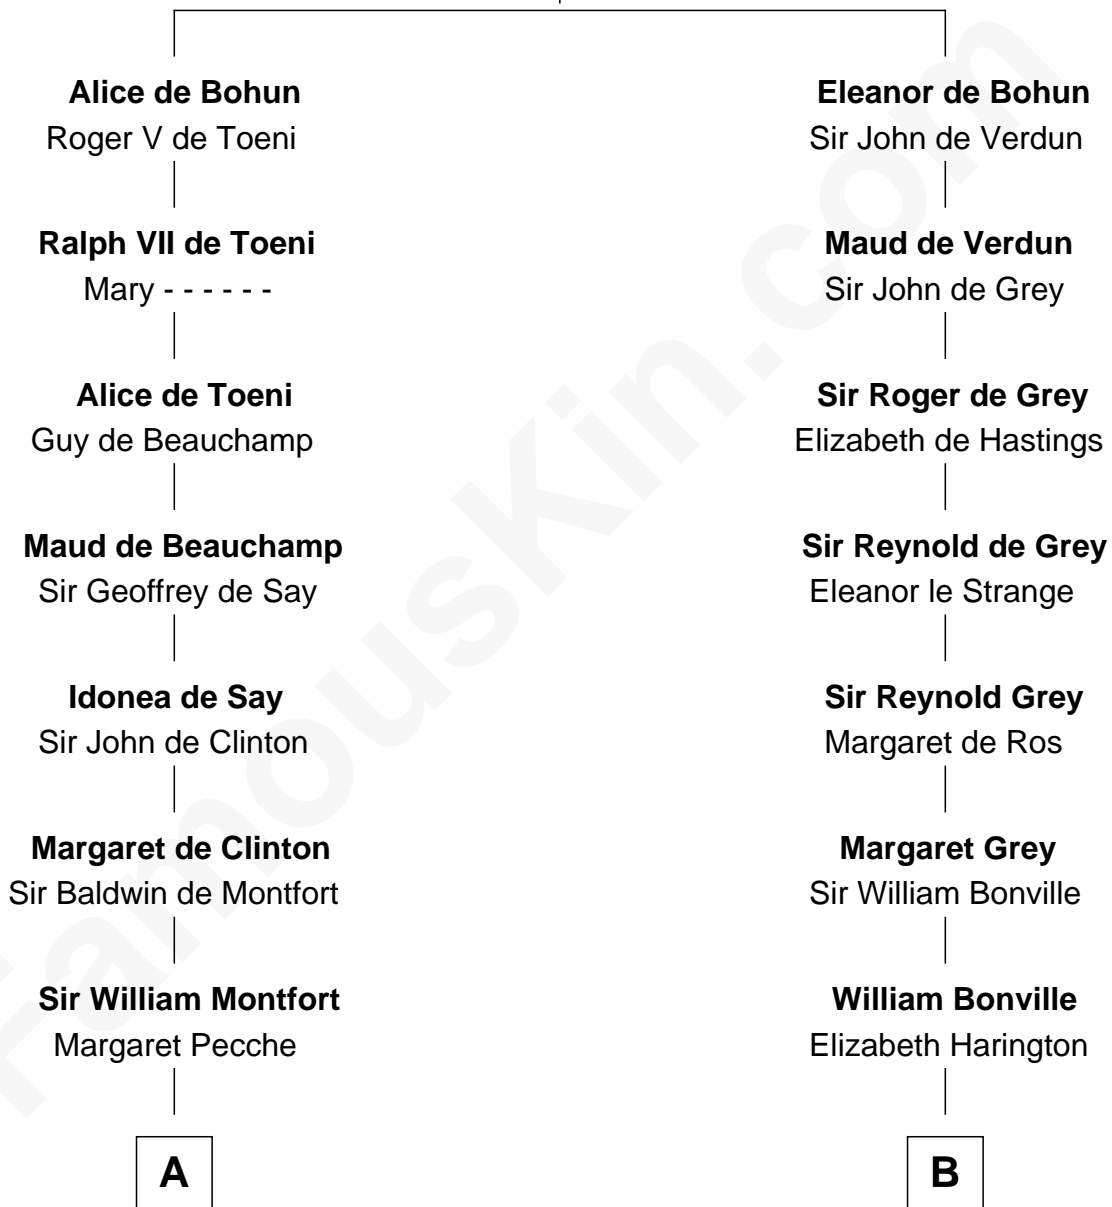 Alice de Bohun
Roger V de Toeni
Eleanor de Bohun
Sir John de Verdun
Ralph VII de Toeni
Mary - - - - - -
Maud de Verdun
Sir John de Grey
Alice de Toeni
Guy de Beauchamp
Sir Roger de Grey
Elizabeth de Hastings
Maud de Beauchamp
Sir Geoffrey de Say
Sir Reynold de Grey
Eleanor le Strange
Idonea de Say
Sir John de Clinton
Sir Reynold Grey
Margaret de Ros
Margaret de Clinton
Sir Baldwin de Montfort
Margaret Grey
Sir William Bonville
Sir William Montfort
Margaret Pecche
William Bonville
Elizabeth Harington
A
B
FamousKin.com